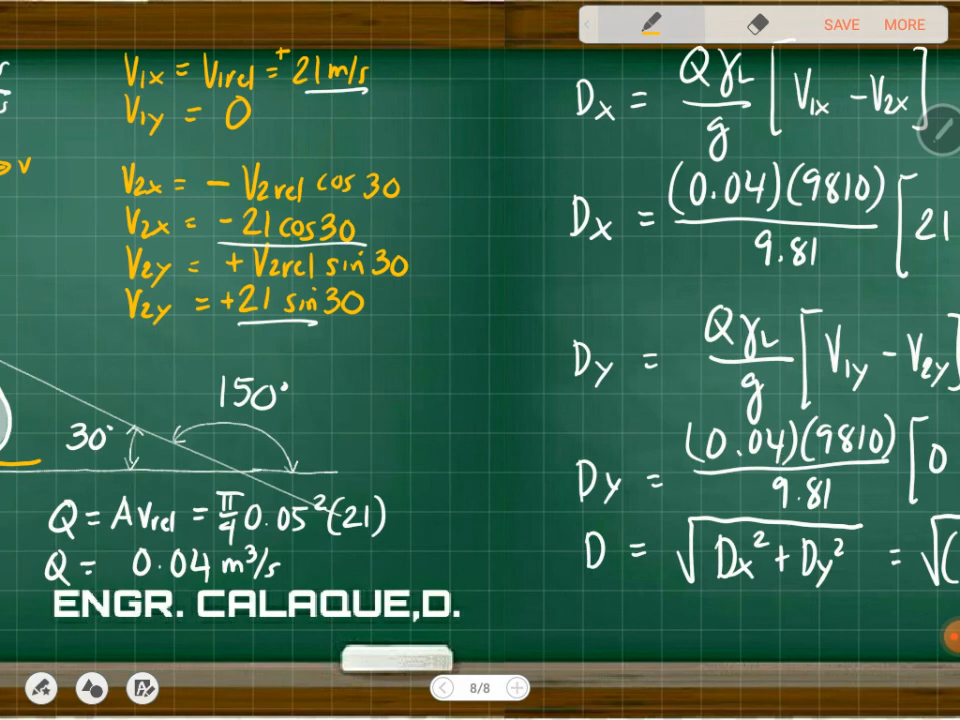 SAVE MORE
V1x = V1rel = + 21 m/s
V1y = 0
V2x = - V2rel cos 30
V2x = - 21 cos 30
V2y = + V2rel sin 30
V2y = + 21 sin 30
150°
30°
Q = AVrel = π/4 0.05² (21)
Q = 0.04 m³/s
ENGR. CALAQUE,D.
Dx = QγL/g [V1x - V2x]
Dx = (0.04)(9810)/9.81 [21
Dy = QγL/g [V1y - V2y]
Dy = (0.04)(9810)/9.81 [0
D = √Dx² + Dy² = √(
8/8